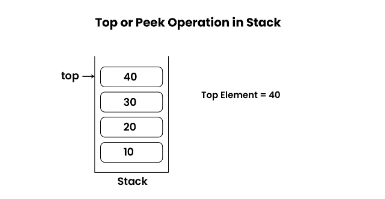 Top or Peek Operation in Stack
top
40
30
20
10
Top Element = 40
Stack